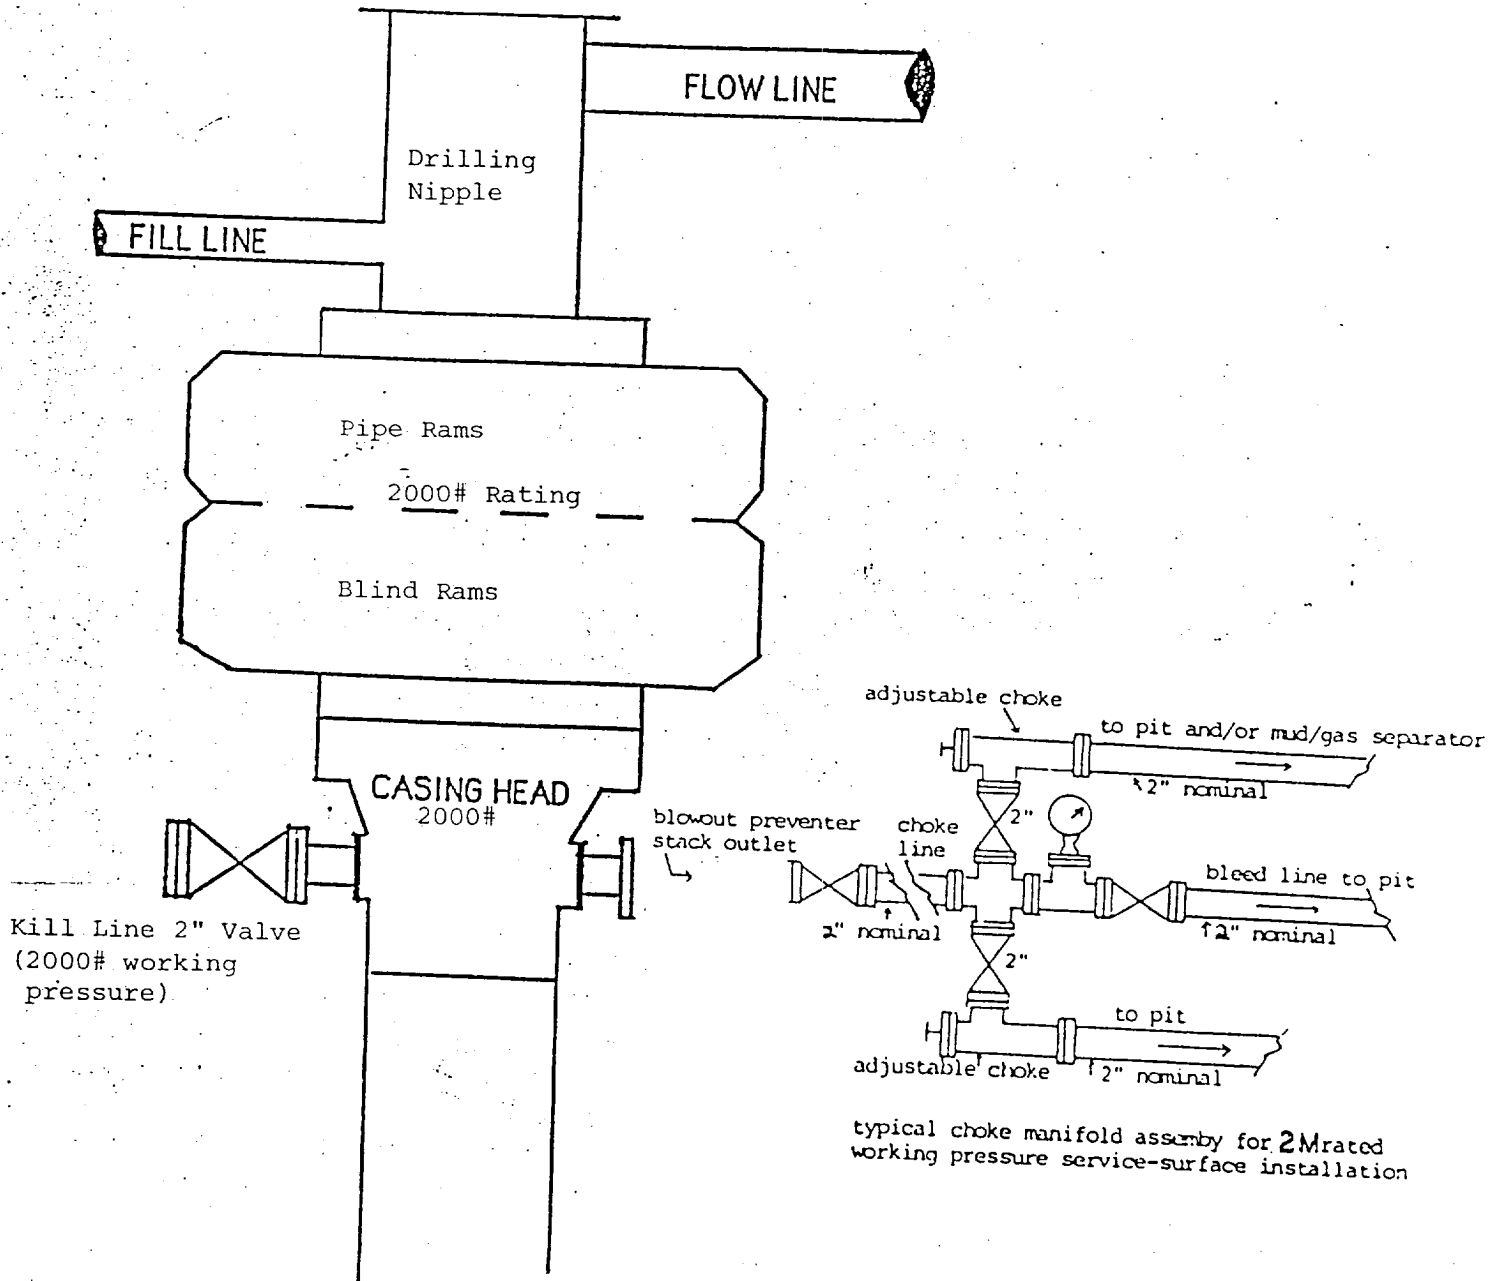 FLOW LINE
Drilling
Nipple
FILL LINE
Pipe Rams
2000# Rating
Blind Rams
CASING HEAD
2000#
Kill Line 2" Valve
(2000# working
pressure)
adjustable choke
to pit and/or mud/gas separator
2" nominal
2"
blowout preventer
stack outlet
choke
line
bleed line to pit
2" nominal
2" nominal
2"
to pit
adjustable choke
2" nominal
typical choke manifold assemby for 2M rated
working pressure service-surface installation